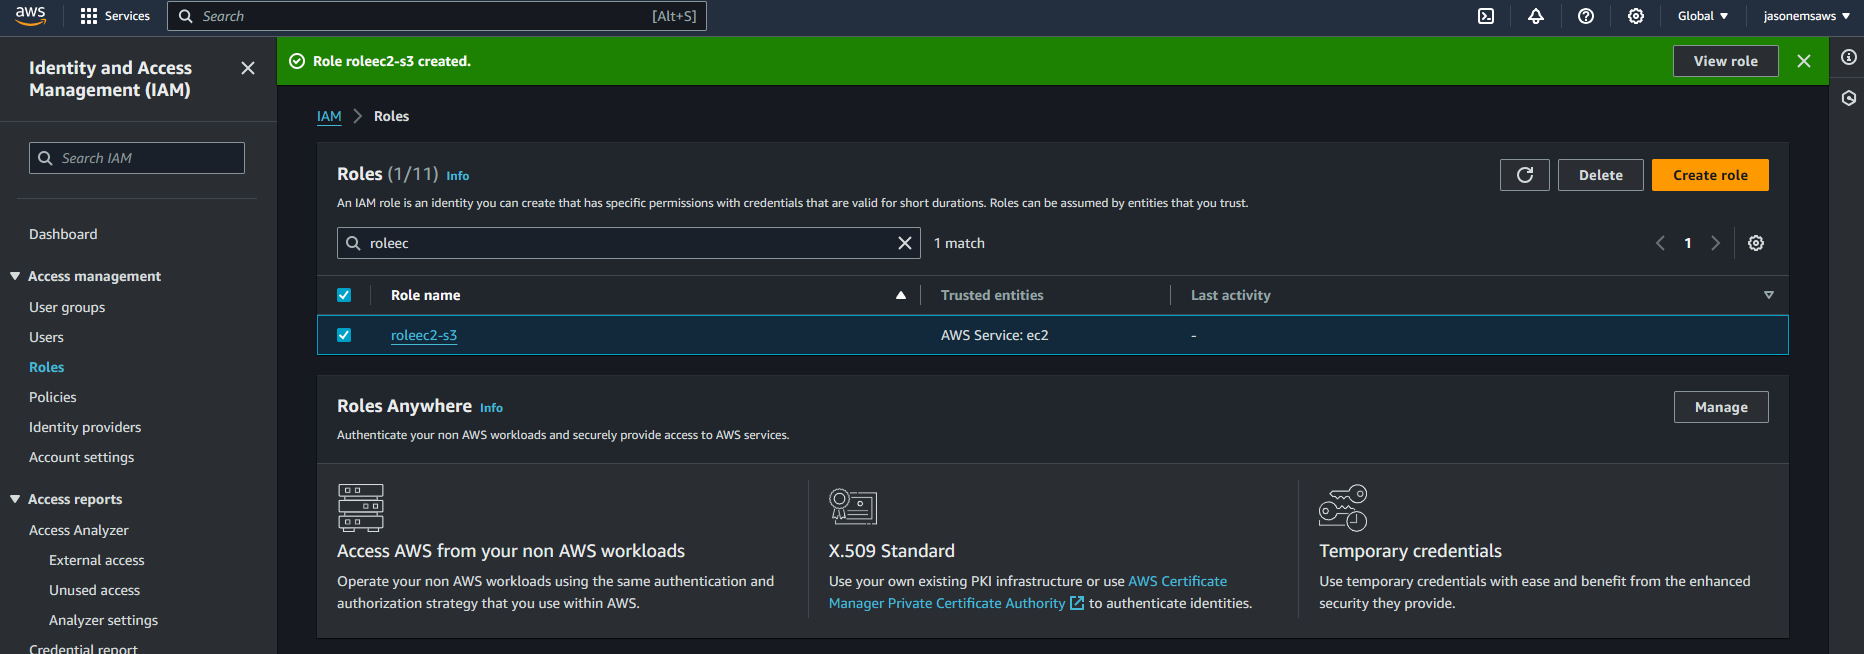 aws
Services
Search
[Alt+S]
Global
jasonemsaws
Identity and Access
Management (IAM)
Search IAM
Dashboard
Access management
User groups
Users
Roles
Policies
Identity providers
Account settings
Access reports
Access Analyzer
External access
Unused access
Analyzer settings
Credential report
Role roleec2-s3 created.
View role
IAM
Roles
Roles (1/11) Info
Delete
Create role
An IAM role is an identity you can create that has specific permissions with credentials that are valid for short durations. Roles can be assumed by entities that you trust.
roleec
1 match
1
Role name
Trusted entities
Last activity
roleec2-s3
AWS Service: ec2
-
Roles Anywhere Info
Manage
Authenticate your non AWS workloads and securely provide access to AWS services.
Access AWS from your non AWS workloads
Operate your non AWS workloads using the same authentication and
authorization strategy that you use within AWS.
X.509 Standard
Use your own existing PKI infrastructure or use AWS Certificate
Manager Private Certificate Authority to authenticate identities.
Temporary credentials
Use temporary credentials with ease and benefit from the enhanced
security they provide.